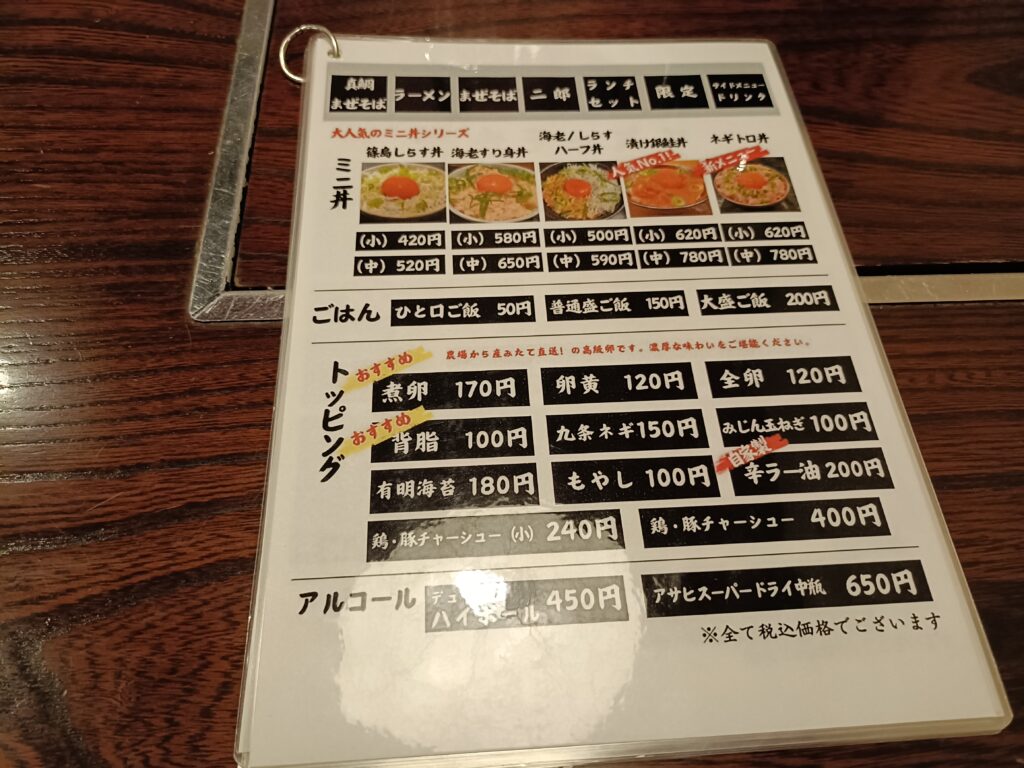 真鯛 まぜそば ラーメン まぜそば 二郎 ランチ セット 限定 サイドメニュー ドリンク
大人気のミニ丼シリーズ
ミニ丼
篠島しらす丼 海老すり身丼 海老/しらす ハーフ丼 漬け銀鮭丼 ネギトロ丼
人気No.1!! 新メニュー
(小) 420円 (小) 580円 (小) 500円 (小) 620円 (小) 620円
(中) 520円 (中) 650円 (中) 590円 (中) 780円 (中) 780円
ごはん ひと口ご飯 50円 普通盛ご飯 150円 大盛ご飯 200円
トッピング
農場から産みたて直送!の高級卵です。濃厚な味わいをご堪能ください。
おすすめ 煮卵 170円 卵黄 120円 全卵 120円
おすすめ 背脂 100円 九条ネギ 150円 みじん玉ねぎ 100円
有明海苔 180円 もやし 100円 自家製 辛ラー油 200円
鶏・豚チャーシュー (小) 240円 鶏・豚チャーシュー 400円
アルコール ハイボール 450円 アサヒスーパードライ中瓶 650円
※全て税込価格でございます